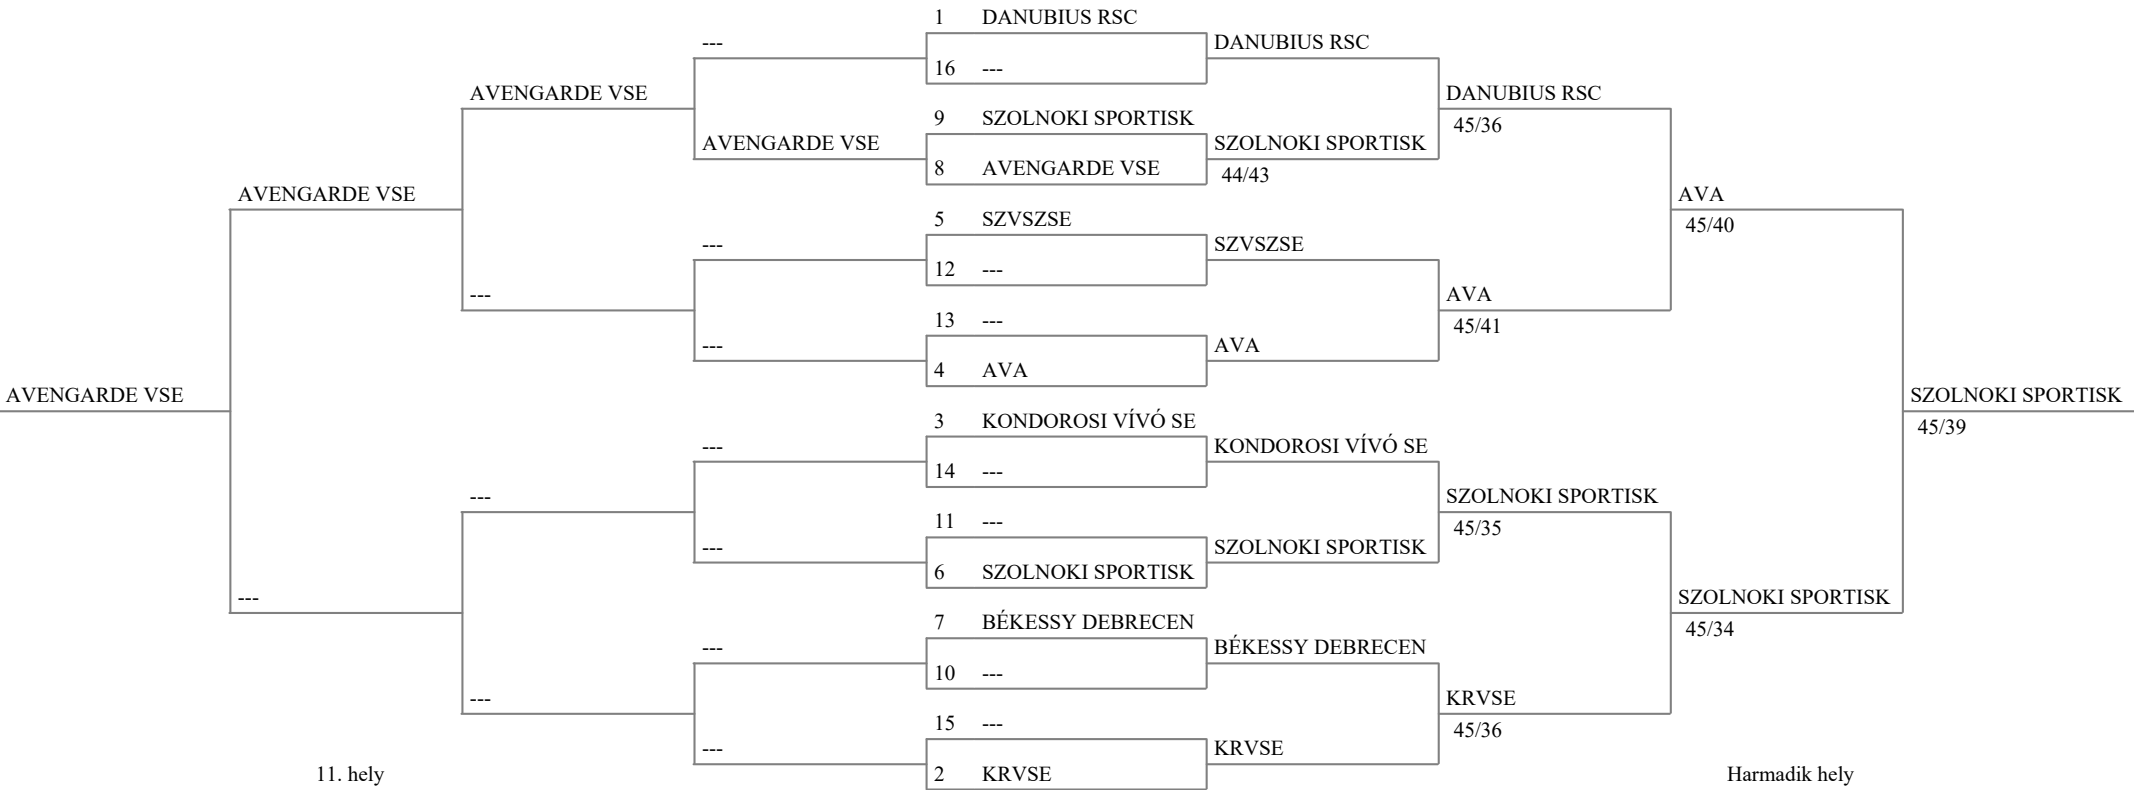 1 DANUBIUS RSC
--- DANUBIUS RSC
16 ---
AVENGARDE VSE DANUBIUS RSC
9 SZOLNOKI SPORTISK 45/36
AVENGARDE VSE SZOLNOKI SPORTISK
8 AVENGARDE VSE 44/43
AVENGARDE VSE AVA
5 SZVSZSE 45/40
--- SZVSZSE
12 ---
--- AVA
13 --- 45/41
--- AVA
4 AVA
AVENGARDE VSE SZOLNOKI SPORTISK
3 KONDOROSI VÍVÓ SE 45/39
--- KONDOROSI VÍVÓ SE
14 ---
--- SZOLNOKI SPORTISK
11 --- 45/35
--- SZOLNOKI SPORTISK
6 SZOLNOKI SPORTISK
--- SZOLNOKI SPORTISK
7 BÉKESSY DEBRECEN 45/34
--- BÉKESSY DEBRECEN
10 ---
--- KRVSE
15 --- 45/36
--- KRVSE
11. hely 2 KRVSE Harmadik hely